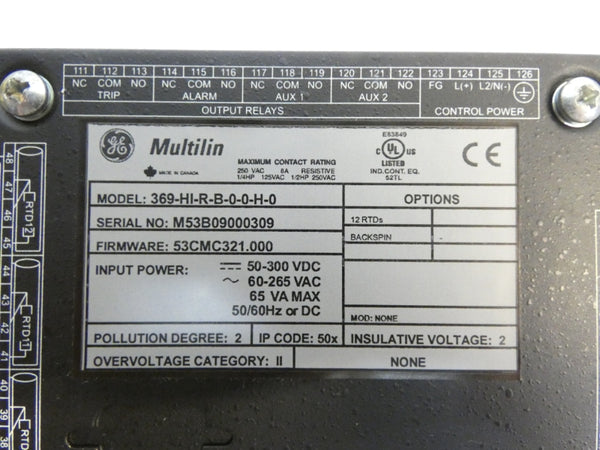 111 112 113 114 115 116 117 118 119 120 121 122 123 124 125 126
NC COM NO NC COM NO NC COM NO NC COM NO FG L(+) L2/N(-)
TRIP ALARM AUX 1 AUX 2
OUTPUT RELAYS CONTROL POWER
GE Multilin
MADE IN CANADA
MAXIMUM CONTACT RATING
250 VAC 8A RESISTIVE
1/4HP 125VAC 1/2HP 250VAC
E83849
C UL US
LISTED
IND.CONT. EQ.
52TL
CE
MODEL: 369-HI-R-B-0-0-H-0
SERIAL NO: M53B09000309
FIRMWARE: 53CMC321.000
INPUT POWER: 50-300 VDC
~ 60-265 VAC
65 VA MAX
50/60Hz or DC
OPTIONS
12 RTDs
BACKSPIN
MOD: NONE
POLLUTION DEGREE: 2 IP CODE: 50x INSULATIVE VOLTAGE: 2
OVERVOLTAGE CATEGORY: II NONE
48
47
46
45
44
43
42
41
40
39
38
RTD12
RTD11